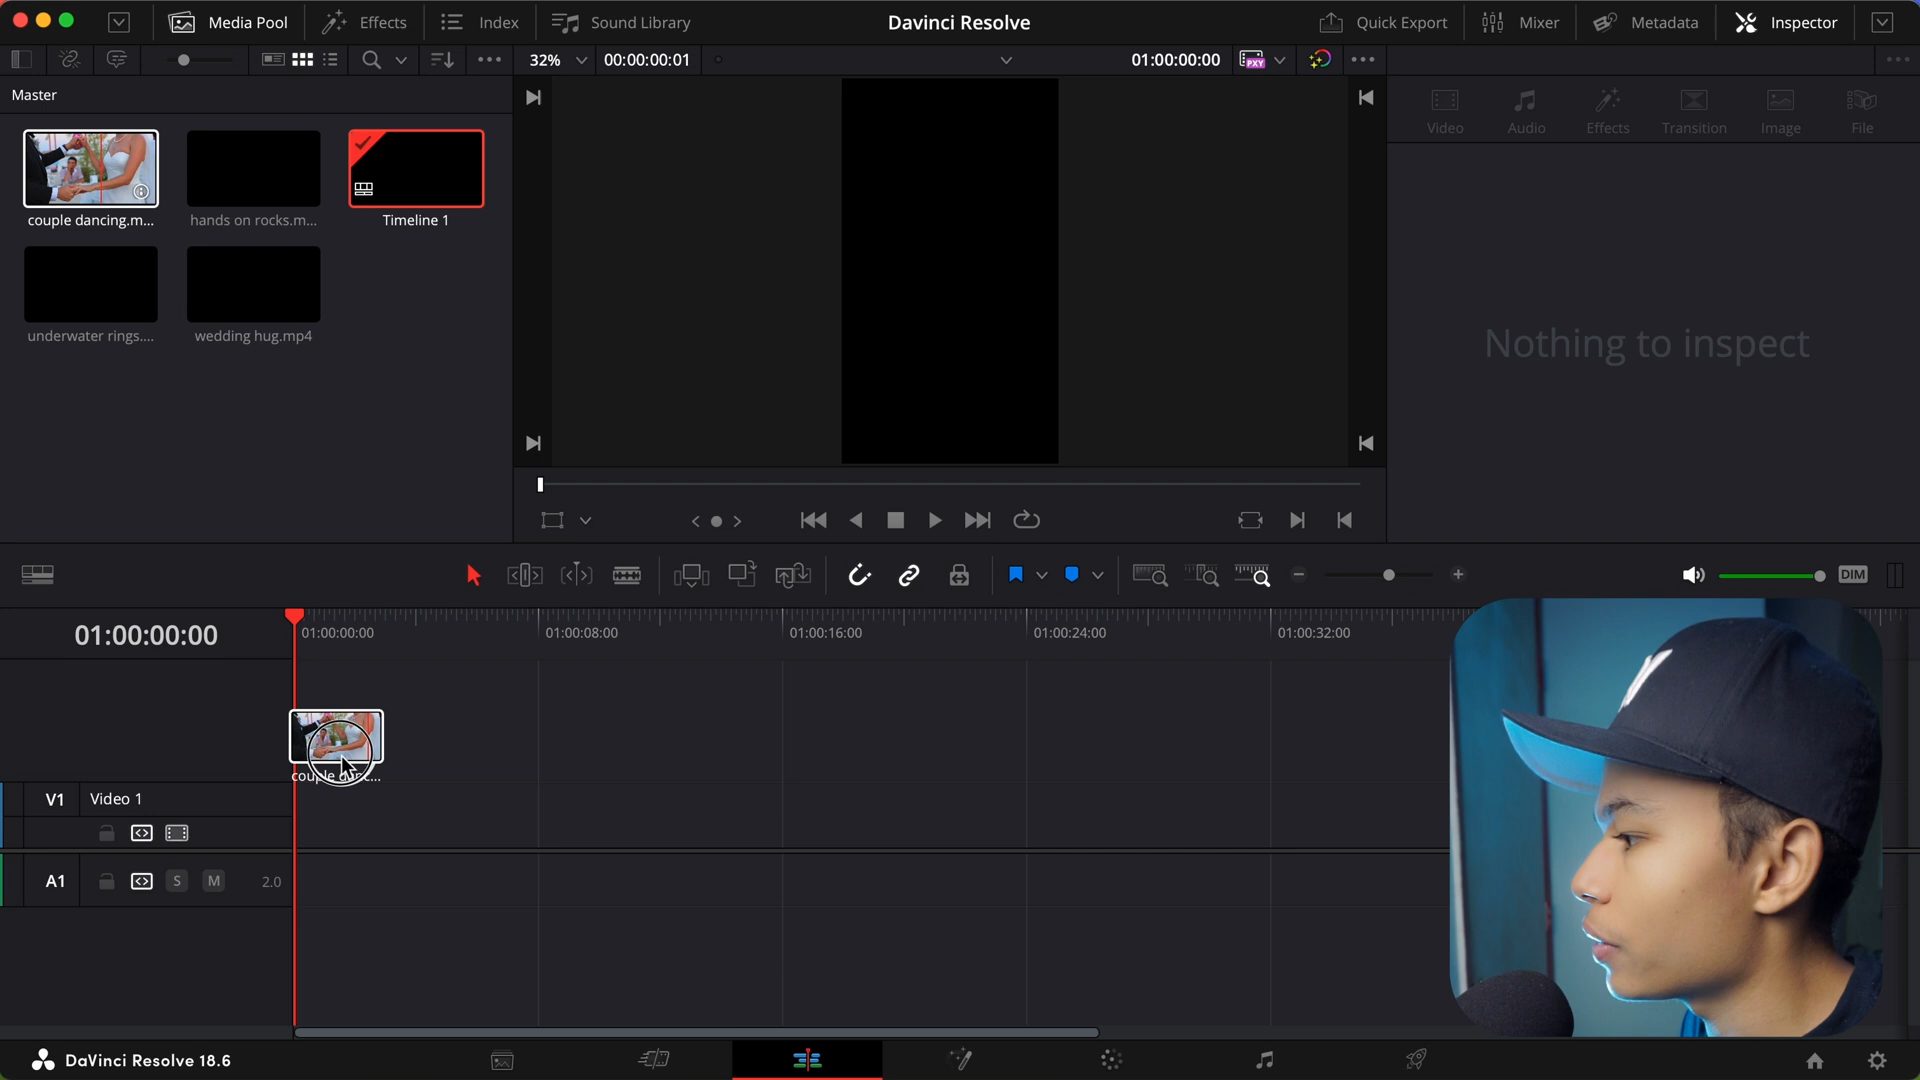 Media Pool
Effects
Index
Sound Library
Davinci Resolve
Quick Export
Mixer
Metadata
Inspector
32%
00:00:00:01
01:00:00:00
PXY
Master
couple dancing.m...
hands on rocks.m...
Timeline 1
underwater rings....
wedding hug.mp4
Video
Audio
Effects
Transition
Image
File
Nothing to inspect
DIM
01:00:00:00
01:00:00:00
01:00:08:00
01:00:16:00
01:00:24:00
01:00:32:00
V1
Video 1
A1
S
M
2.0
DaVinci Resolve 18.6